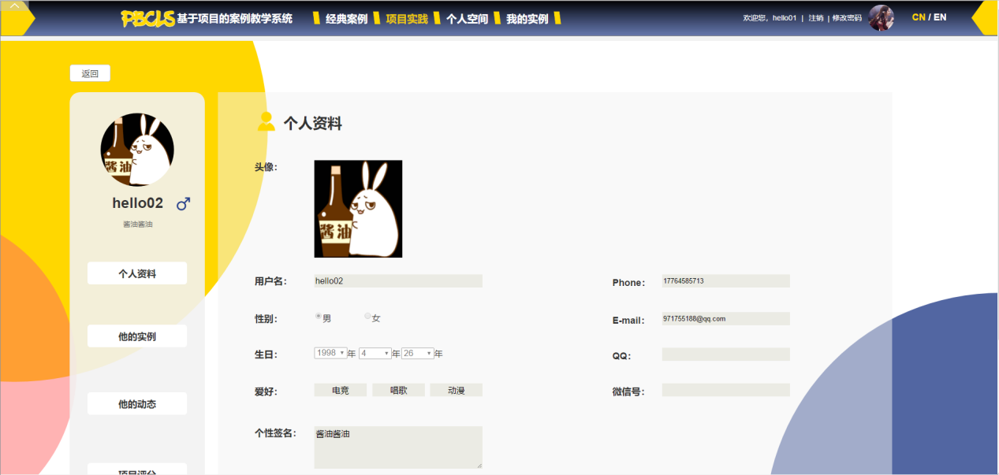 PBCLS 基于项目的案例教学系统 经典案例 项目实践 个人空间 我的实例 欢迎您，hello01 | 注销 | 修改密码 CN / EN
返回
酱油
hello02
酱油酱油
个人资料
他的实例
他的动态
项目评分
个人资料
头像：
酱油
用户名： hello02 Phone： 17764585713
性别： 男 女 E-mail： 971755188@qq.com
生日： 1998 年 4 年 26 年 QQ：
爱好： 电竞 唱歌 动漫 微信号：
个性签名： 酱油酱油